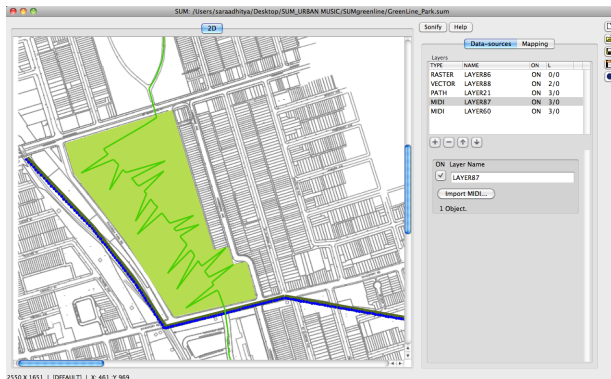 SUM: /Users/saraadhitya/Desktop/SUM_URBAN MUSIC/SUMgreenline/GreenLine_Park.sum
2D
Sonify Help
Data-sources Mapping
Layers
TYPE NAME ON L
RASTER LAYER86 ON 0/0
VECTOR LAYER88 ON 2/0
PATH LAYER21 ON 3/0
MIDI LAYER87 ON 3/0
MIDI LAYER60 ON 3/0
ON Layer Name
LAYER87
Import MIDI...
1 Object.
2550 X 1651 | [DEFAULT] | X: 461 Y 969